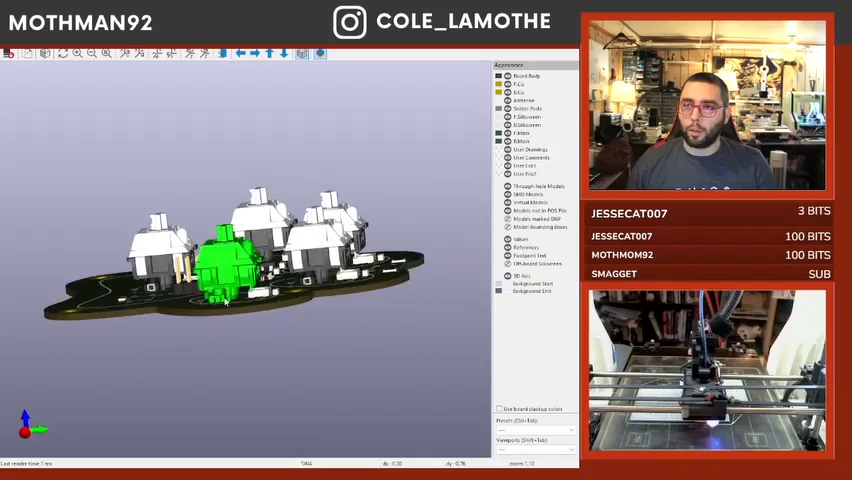 MOTHMAN92
COLE_LAMOTHE
Appearance
Board Body
F.Cu
B.Cu
Adhesive
Solder Paste
F.Silkscreen
B.Silkscreen
F.Mask
B.Mask
User.Drawings
User.Comments
User.Eco1
User.Eco2
Through-hole Models
SMD Models
Virtual Models
Models not in POS File
Models marked DNP
Model Bounding Boxes
Values
References
Footprint Text
Off-board Silkscreen
3D Axis
Background Start
Background End
Use board stackup colors
Presets (Ctrl+Tab):
---
Viewports (Shift+Tab):
---
Last render time 1 ms
zoom 1.10
JESSECAT007 3 BITS
JESSECAT007 100 BITS
MOTHMOM92 100 BITS
SMAGGET SUB